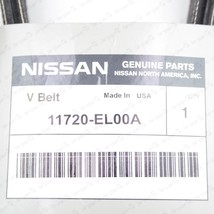 NISSAN
GENUINE PARTS
NISSAN NORTH AMERICA, INC.
V Belt
Made In USA
11720-EL00A
1